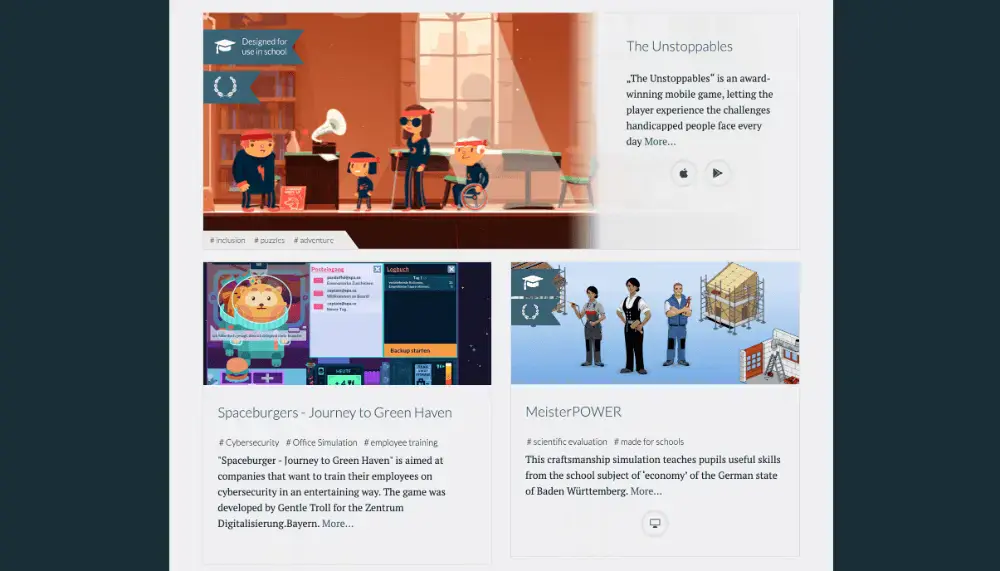 Designed for
use in school
The Unstoppables
„The Unstoppables“ is an award-
winning mobile game, letting the
player experience the challenges
handicapped people face every
day More...
# inclusion # puzzles # adventure
Posteingang
Logbuch
Tag 1
Willkommen an Board!
Backup starten
Spaceburgers - Journey to Green Haven
# Cybersecurity # Office Simulation # employee training
"Spaceburger - Journey to Green Haven" is aimed at
companies that want to train their employees on
cybersecurity in an entertaining way. The game was
developed by Gentle Troll for the Zentrum
Digitalisierung.Bayern. More...
MeisterPOWER
# scientific evaluation # made for schools
This craftsmanship simulation teaches pupils useful skills
from the school subject of ‘economy’ of the German state
of Baden Württemberg. More...